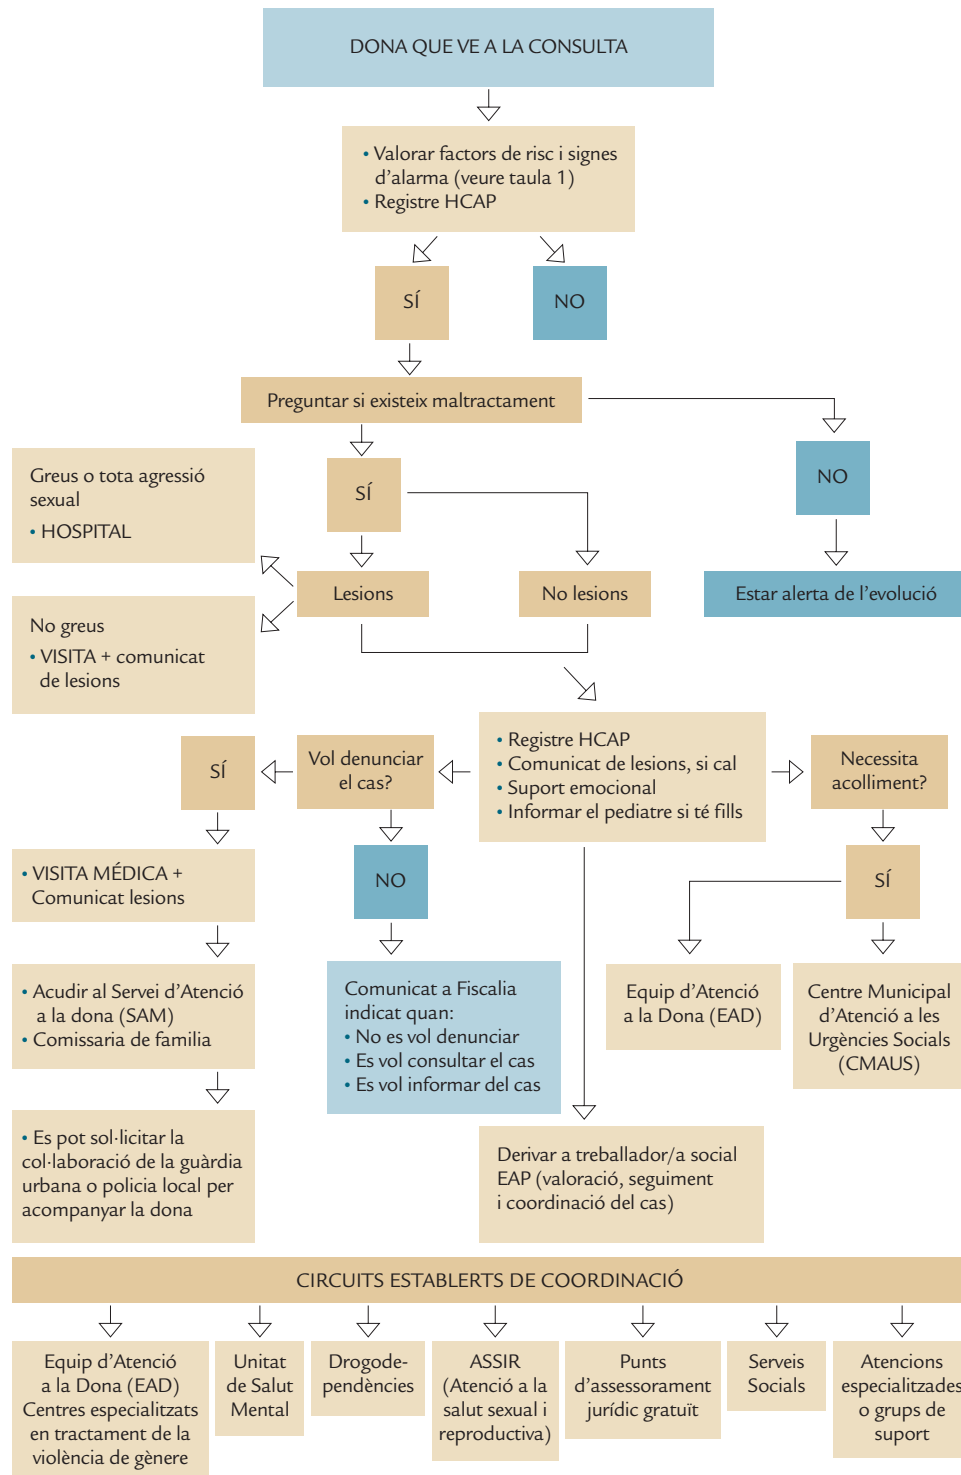 DONA QUE VE A LA CONSULTA
• Valorar factors de risc i signes
d’alarma (veure taula 1)
• Registre HCAP
SÍ
NO
Preguntar si existeix maltractament
Greus o tota agressió
sexual
• HOSPITAL
SÍ
NO
Lesions
No lesions
Estar alerta de l’evolució
No greus
• VISITA + comunicat
de lesions
SÍ
Vol denunciar
el cas?
• Registre HCAP
• Comunicat de lesions, si cal
• Suport emocional
• Informar el pediatre si té fills
Necessita
acolliment?
• VISITA MÉDICA +
Comunicat lesions
NO
SÍ
• Acudir al Servei d’Atenció
a la dona (SAM)
• Comissaria de familia
Comunicat a Fiscalia
indicat quan:
• No es vol denunciar
• Es vol consultar el cas
• Es vol informar del cas
Equip d’Atenció
a la Dona (EAD)
Centre Municipal
d’Atenció a les
Urgències Socials
(CMAUS)
• Es pot sol·licitar la
col·laboració de la guàrdia
urbana o policia local per
acompanyar la dona
Derivar a treballador/a social
EAP (valoració, seguiment
i coordinació del cas)
CIRCUITS ESTABLERTS DE COORDINACIÓ
Equip d’Atenció
a la Dona (EAD)
Centres especialitzats
en tractament de la
violència de gènere
Unitat
de Salut
Mental
Drogode-
pendències
ASSIR
(Atenció a la
salut sexual i
reproductiva)
Punts
d’assessorament
jurídic gratuït
Serveis
Socials
Atencions
especialitzades
o grups de
suport